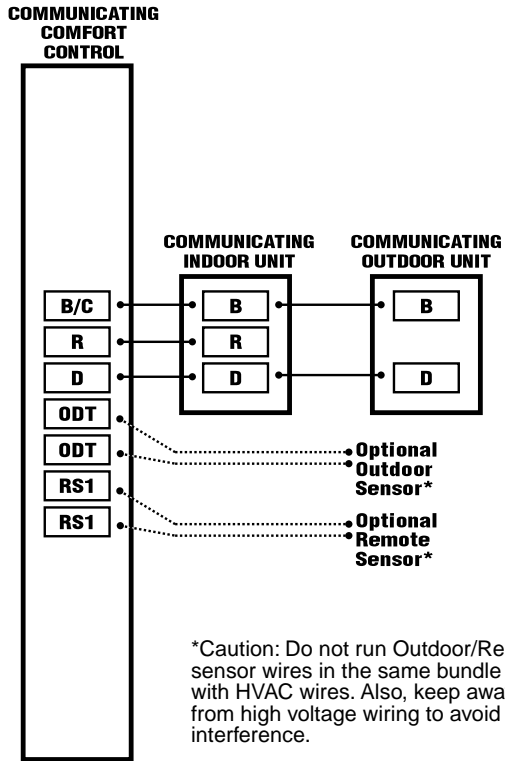 COMMUNICATING
COMFORT
CONTROL
COMMUNICATING
INDOOR UNIT
COMMUNICATING
OUTDOOR UNIT
B/C
B
B
R
R
D
D
D
ODT
ODT
Optional
Outdoor
Sensor*
RS1
RS1
Optional
Remote
Sensor*
*Caution: Do not run Outdoor/Re
sensor wires in the same bundle
with HVAC wires. Also, keep awa
from high voltage wiring to avoid
interference.